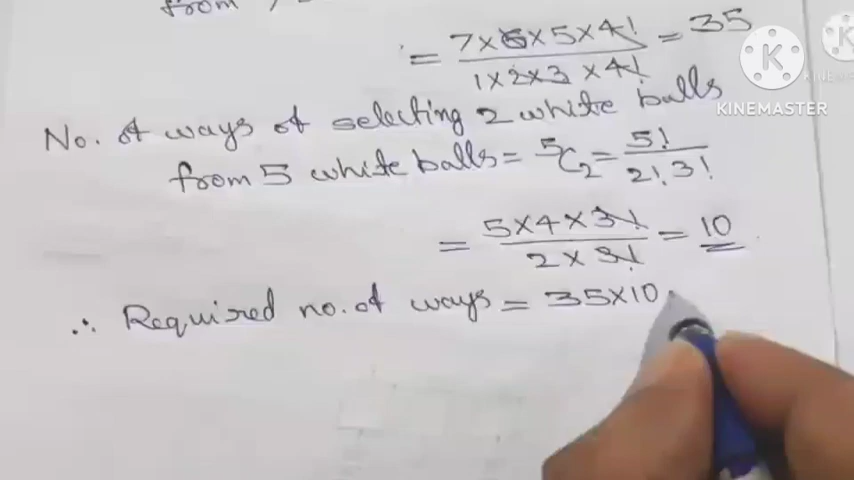 from 7
= 7×6×5×4! / 1×2×3×4! = 35
No. of ways of selecting 2 white balls
from 5 white balls = 5C2 = 5! / 2! 3!
= 5×4×3! / 2×3! = 10
∴ Required no. of ways = 35×10
KINEMASTER
KINEMASTER